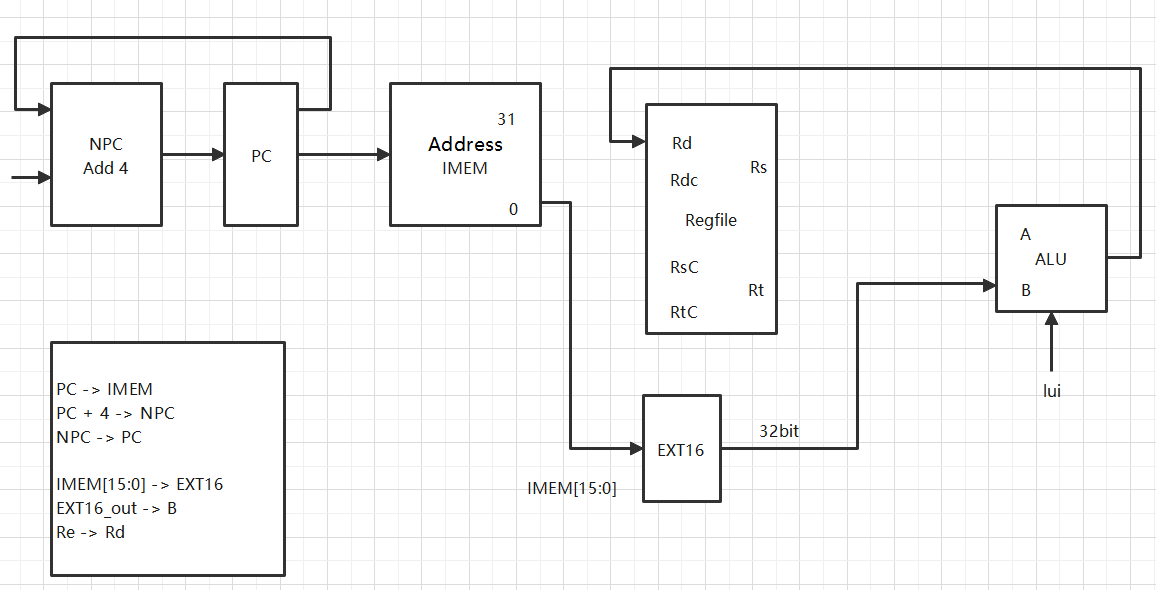 NPC
Add 4
PC
31
Address
IMEM
0
Rd
Rdc
Rs
Regfile
RsC
Rt
RtC
A
ALU
B
lui
EXT16
32bit
IMEM[15:0]
PC -> IMEM
PC + 4 -> NPC
NPC -> PC
IMEM[15:0] -> EXT16
EXT16_out -> B
Re -> Rd